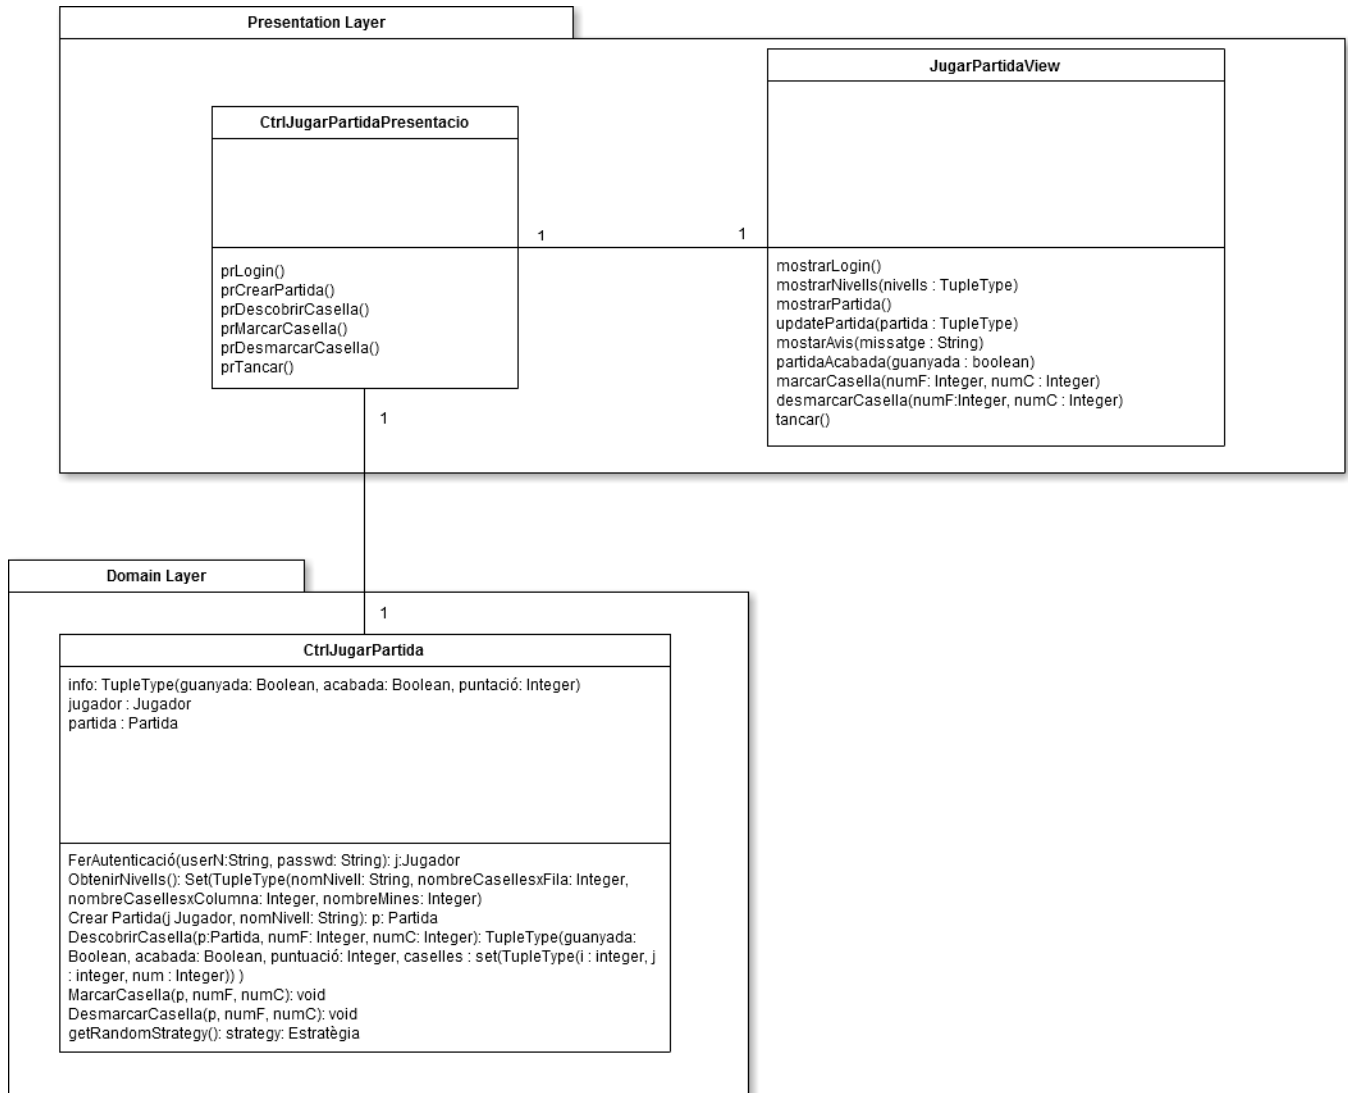 Presentation Layer
JugarPartidaView
CtrlJugarPartidaPresentacio
1
1
prLogin()
prCrearPartida()
prDescobrirCasella()
prMarcarCasella()
prDesmarcarCasella()
prTancar()
mostrarLogin()
mostrarNivells(nivells : TupleType)
mostrarPartida()
updatePartida(partida : TupleType)
mostarAvis(missatge : String)
partidaAcabada(guanyada : boolean)
marcarCasella(numF: Integer, numC : Integer)
desmarcarCasella(numF:Integer, numC : Integer)
tancar()
1
Domain Layer
1
CtrlJugarPartida
info: TupleType(guanyada: Boolean, acabada: Boolean, puntació: Integer)
jugador : Jugador
partida : Partida
FerAutenticació(userN:String, passwd: String): j:Jugador
ObtenirNivells(): Set(TupleType(nomNivell: String, nombreCasellesxFila: Integer,
nombreCasellesxColumna: Integer, nombreMines: Integer)
Crear Partida(j Jugador, nomNivell: String): p: Partida
DescobrirCasella(p:Partida, numF: Integer, numC: Integer): TupleType(guanyada:
Boolean, acabada: Boolean, puntuació: Integer, caselles : set(TupleType(i : integer, j
: integer, num : Integer)) )
MarcarCasella(p, numF, numC): void
DesmarcarCasella(p, numF, numC): void
getRandomStrategy(): strategy: Estratègia